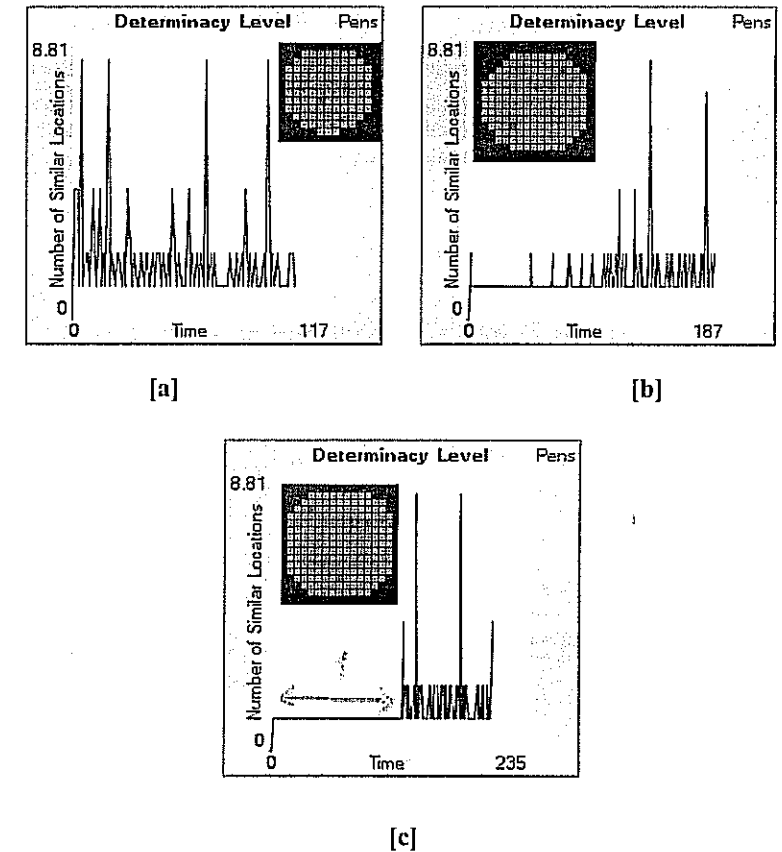 Determinacy Level Pens
8.81
Number of Similar Locations
0
0 Time 117
[a]
Determinacy Level Pens
8.81
Number of Similar Locations
0
0 Time 187
[b]
Determinacy Level Pens
8.81
Number of Similar Locations
0
0 Time 235
[c]